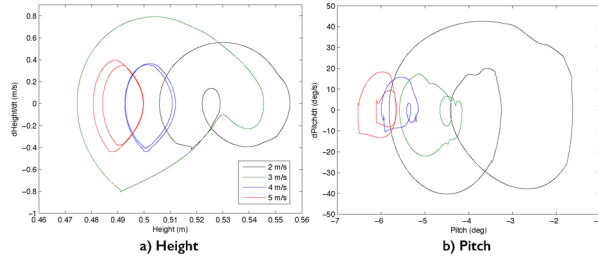 1
0.8
0.6
0.4
0.2
0
−0.2
−0.4
−0.6
−0.8
−1
dHeight/dt (m/s)
0.46 0.47 0.48 0.49 0.5 0.51 0.52 0.53 0.54 0.55 0.56
Height (m)
2 m/s
3 m/s
4 m/s
5 m/s
a) Height
50
40
30
20
10
0
−10
−20
−30
−40
−50
dPitch/dt (deg/s)
−7 −6 −5 −4 −3 −2
Pitch (deg)
b) Pitch